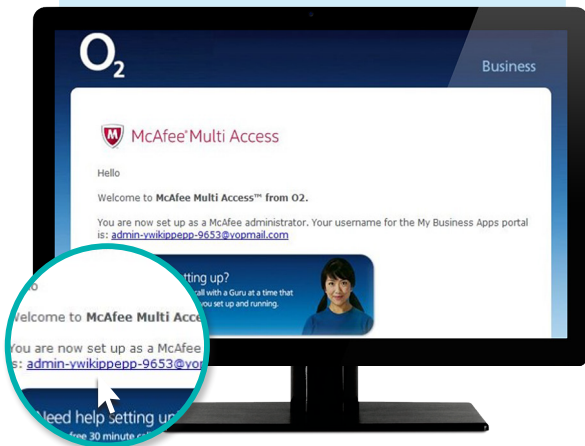 O2
Business
McAfee® Multi Access
Hello
Welcome to McAfee Multi Access™ from O2.
You are now set up as a McAfee administrator. Your username for the My Business Apps portal
is: admin-ywikippepp-9653@yopmail.com
tting up?
call with a Guru at a time that
you set up and running.
Welcome to McAfee Multi Acce
You are now set up as a McAfee
s: admin-ywikippepp-9653@yop
Need help setting up
free 30 minute cal